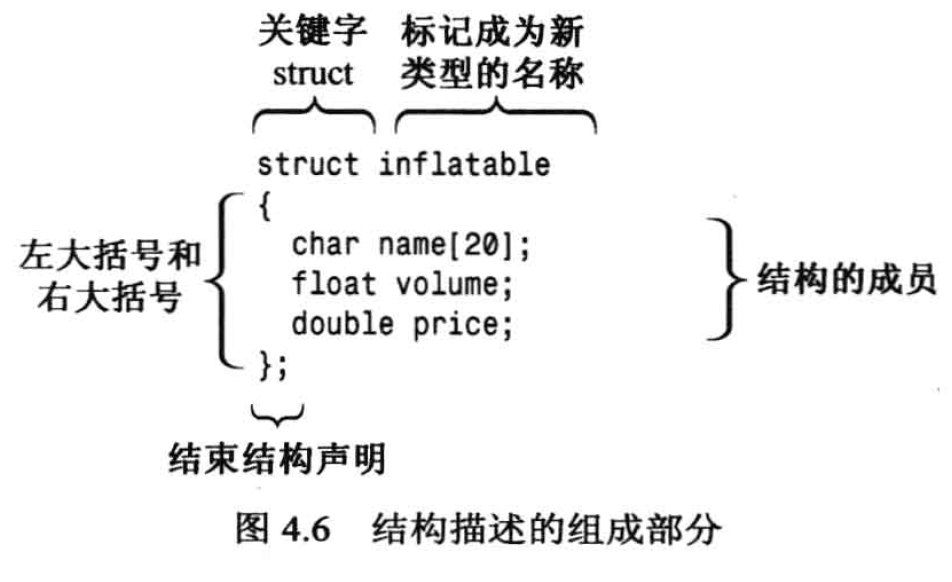 关键字 标记成为新
struct 类型的名称
struct inflatable
{
左大括号和
右大括号
char name[20];
float volume;
double price;
结构的成员
};
结束结构声明
图 4.6 结构描述的组成部分